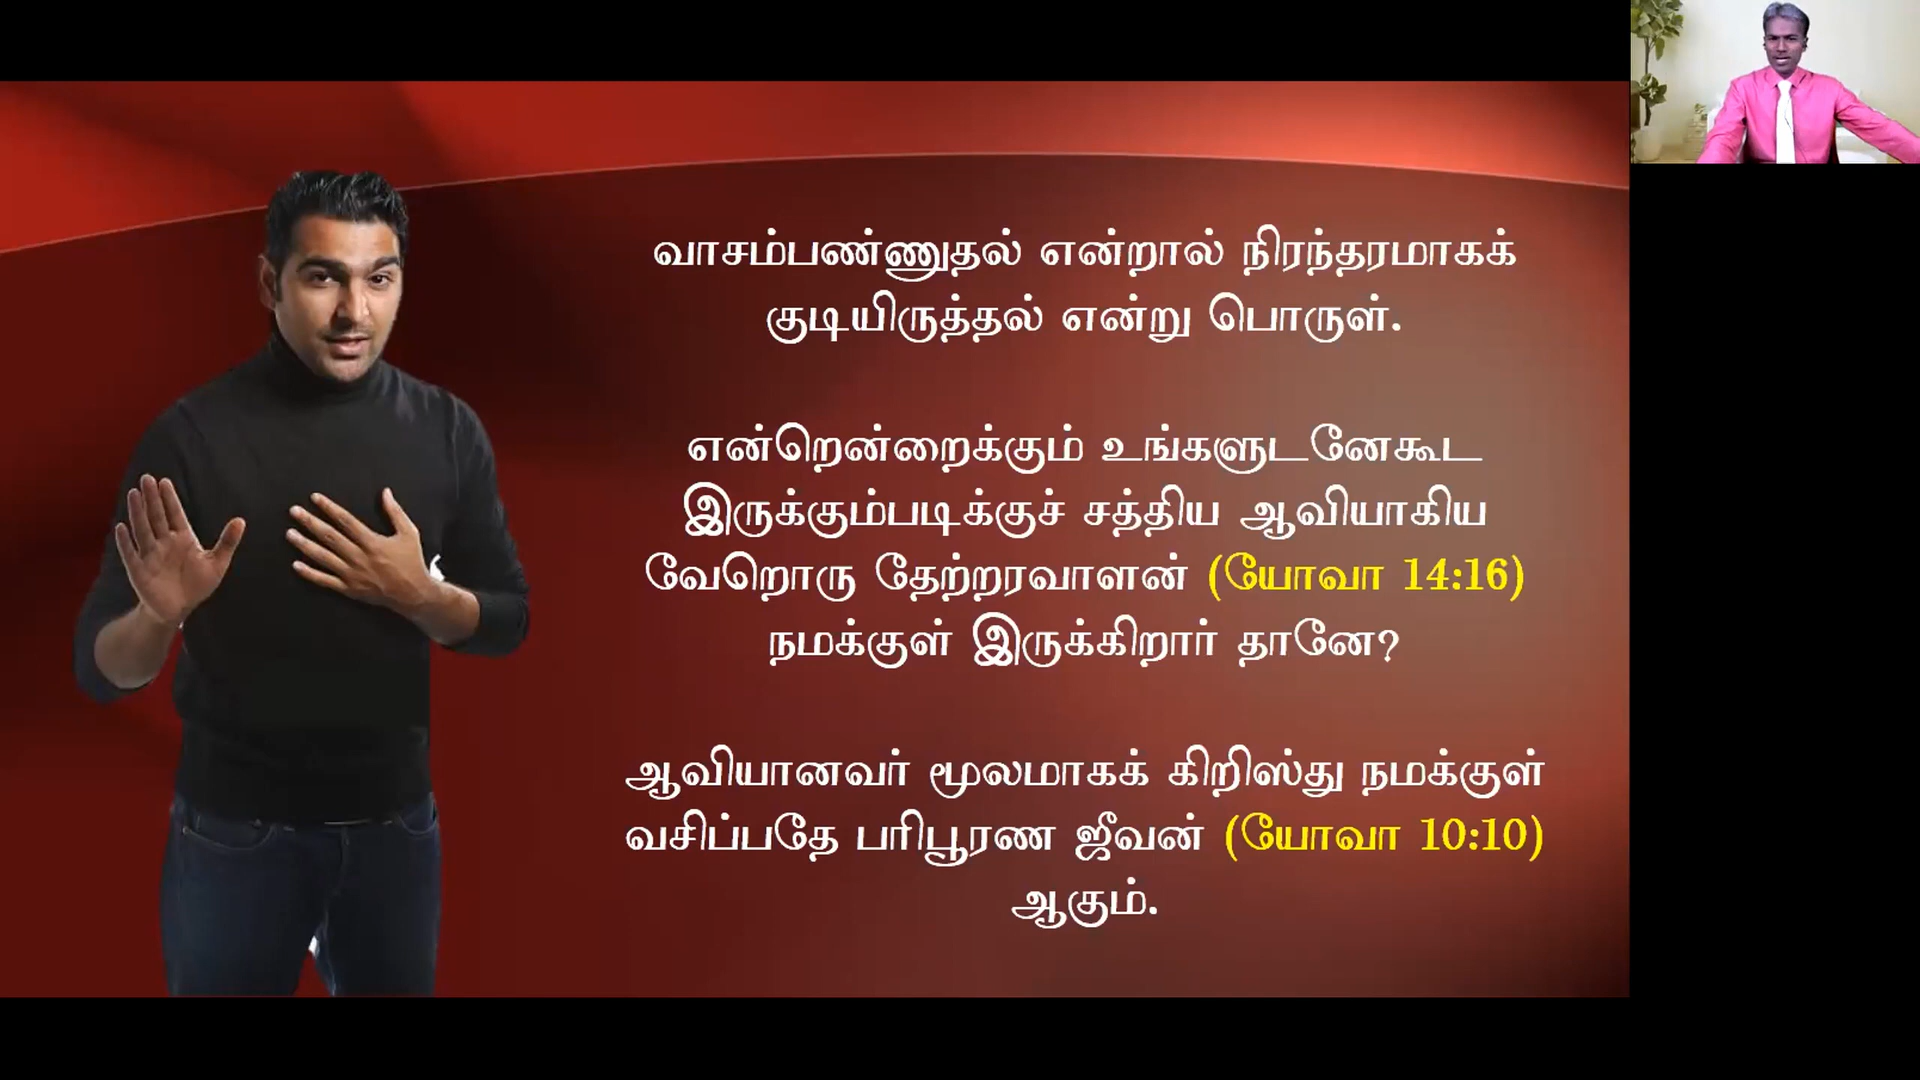 வாசம்பண்ணுதல் என்றால் நிரந்தரமாகக்
குடியிருத்தல் என்று பொருள்.
என்றென்றைக்கும் உங்களுடனேகூட
இருக்கும்படிக்குச் சத்திய ஆவியாகிய
வேறொரு தேற்றரவாளன் (யோவா 14:16)
நமக்குள் இருக்கிறார் தானே?
ஆவியானவர் மூலமாகக் கிறிஸ்து நமக்குள்
வசிப்பதே பரிபூரண ஜீவன் (யோவா 10:10)
ஆகும்.